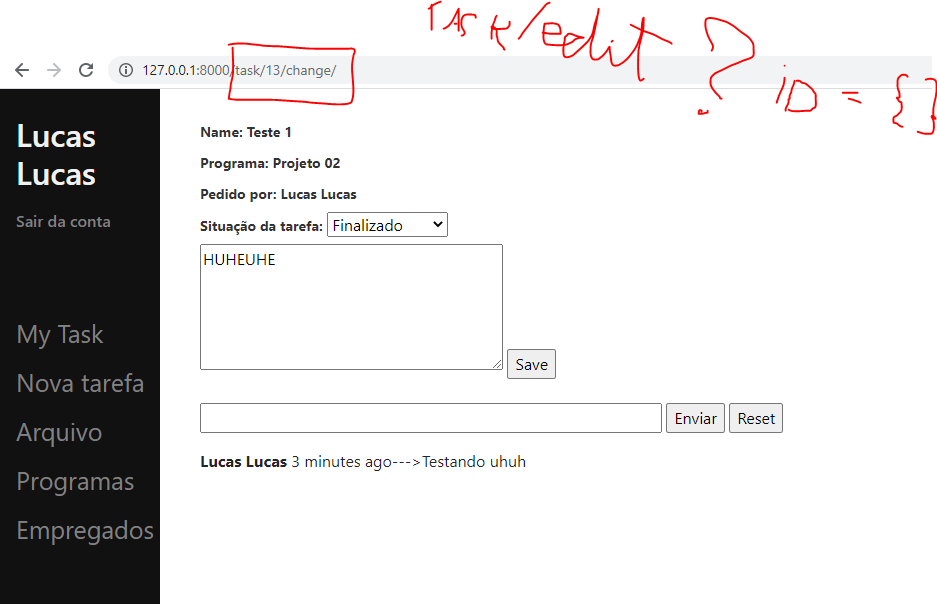 TASK/Edit ? iD = { }
127.0.0.1:8000/task/13/change/
Lucas
Lucas
Sair da conta
My Task
Nova tarefa
Arquivo
Programas
Empregados
Name: Teste 1
Programa: Projeto 02
Pedido por: Lucas Lucas
Situação da tarefa: Finalizado
HUHEUHE
Save
Enviar Reset
Lucas Lucas 3 minutes ago--->Testando uhuh